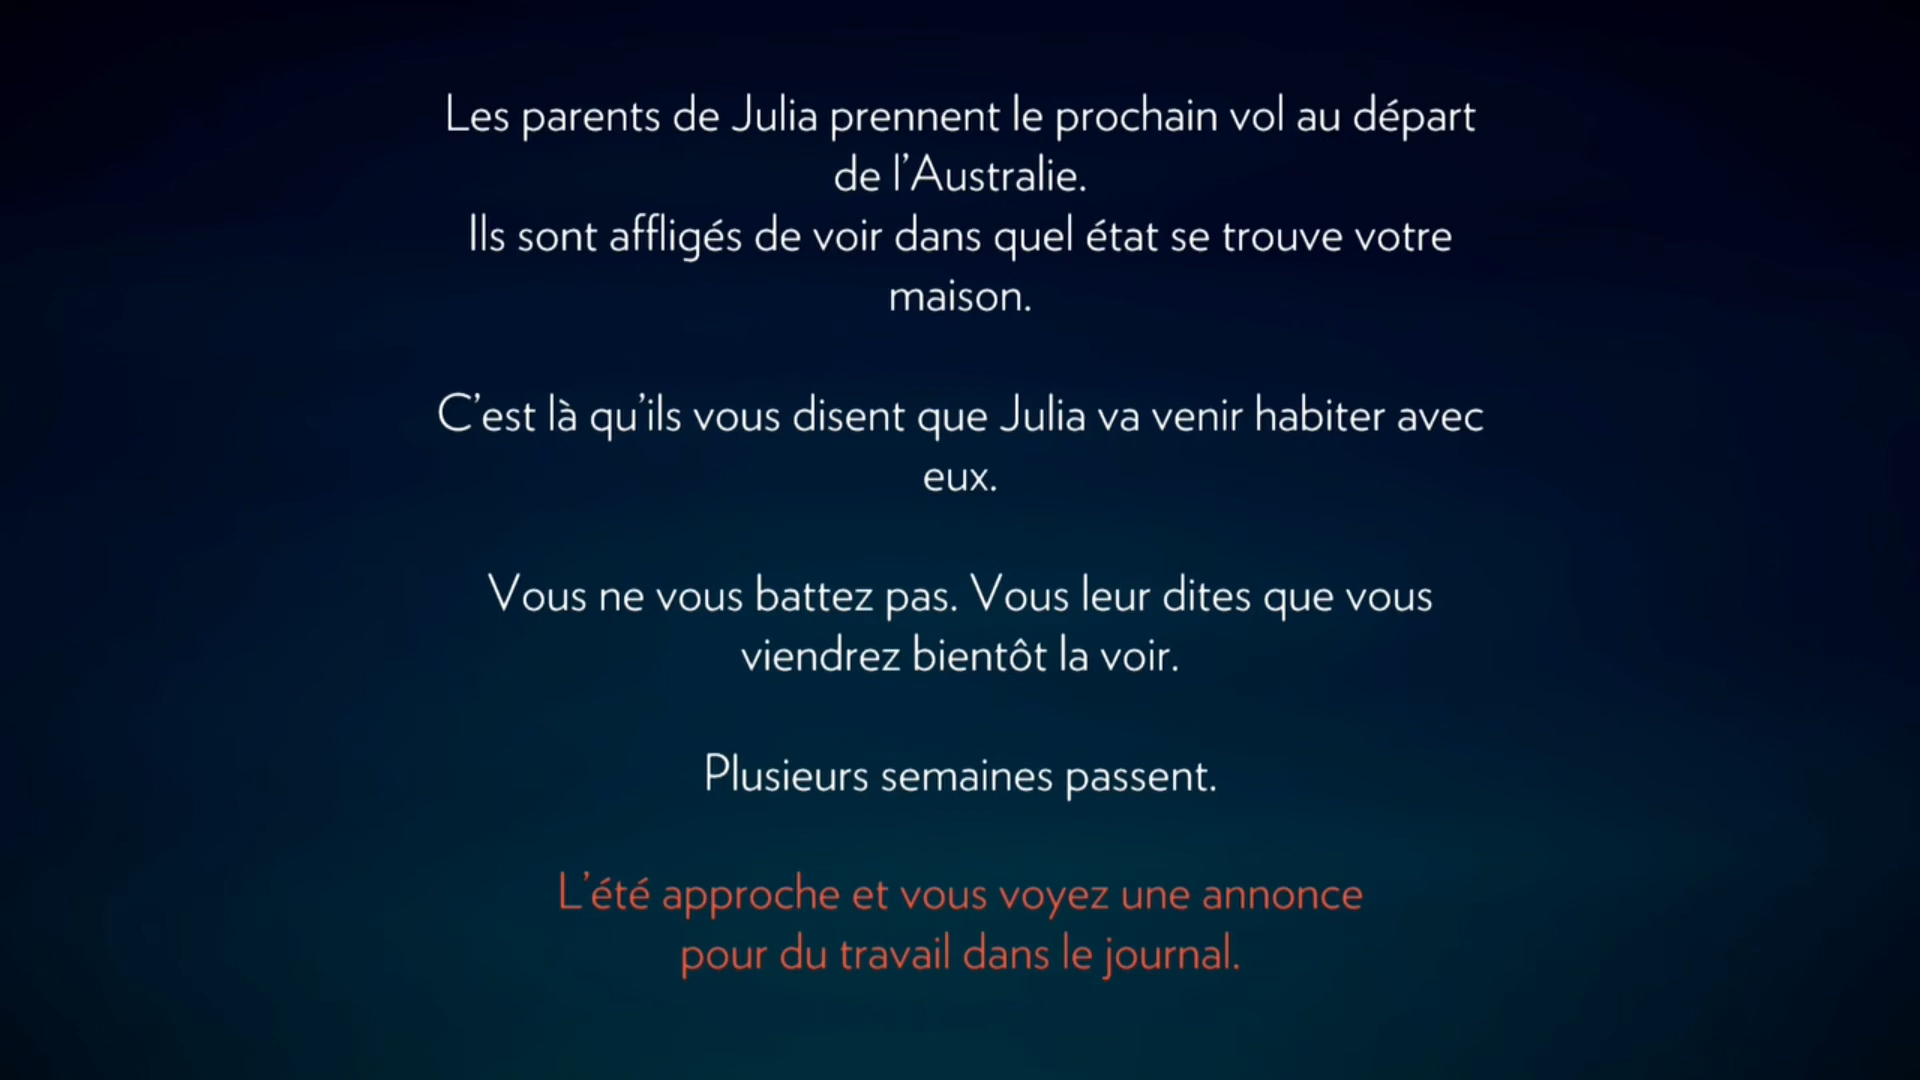 Les parents de Julia prennent le prochain vol au départ
de l’Australie.
Ils sont affligés de voir dans quel état se trouve votre
maison.
C’est là qu’ils vous disent que Julia va venir habiter avec
eux.
Vous ne vous battez pas. Vous leur dites que vous
viendrez bientôt la voir.
Plusieurs semaines passent.
L’été approche et vous voyez une annonce
pour du travail dans le journal.